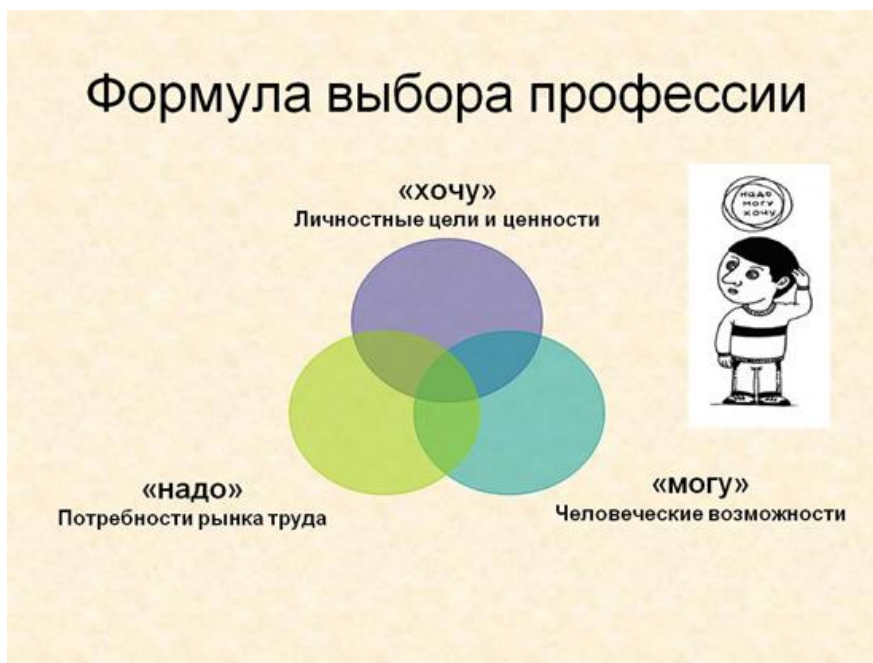 Формула выбора профессии
«хочу»
Личностные цели и ценности
надо
могу
хочу
«надо»
Потребности рынка труда
«могу»
Человеческие возможности